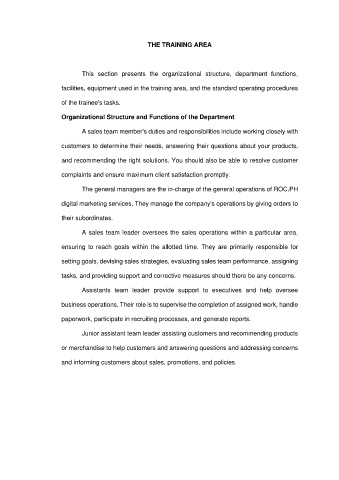 THE TRAINING AREA
This section presents the organizational structure, department functions,
facilities, equipment used in the training area, and the standard operating procedures
of the trainee's tasks.
Organizational Structure and Functions of the Department
A sales team member's duties and responsibilities include working closely with
customers to determine their needs, answering their questions about your products,
and recommending the right solutions. You should also be able to resolve customer
complaints and ensure maximum client satisfaction promptly.
The general managers are the in-charge of the general operations of ROC.PH
digital marketing services. They manage the company's operations by giving orders to
their subordinates.
A sales team leader oversees the sales operations within a particular area,
ensuring to reach goals within the allotted time. They are primarily responsible for
setting goals, devising sales strategies, evaluating sales team performance, assigning
tasks, and providing support and corrective measures should there be any concerns.
Assistants team leader provide support to executives and help oversee
business operations. Their role is to supervise the completion of assigned work, handle
paperwork, participate in recruiting processes, and generate reports.
Junior assistant team leader assisting customers and recommending products
or merchandise to help customers and answering questions and addressing concerns
and informing customers about sales, promotions, and policies.